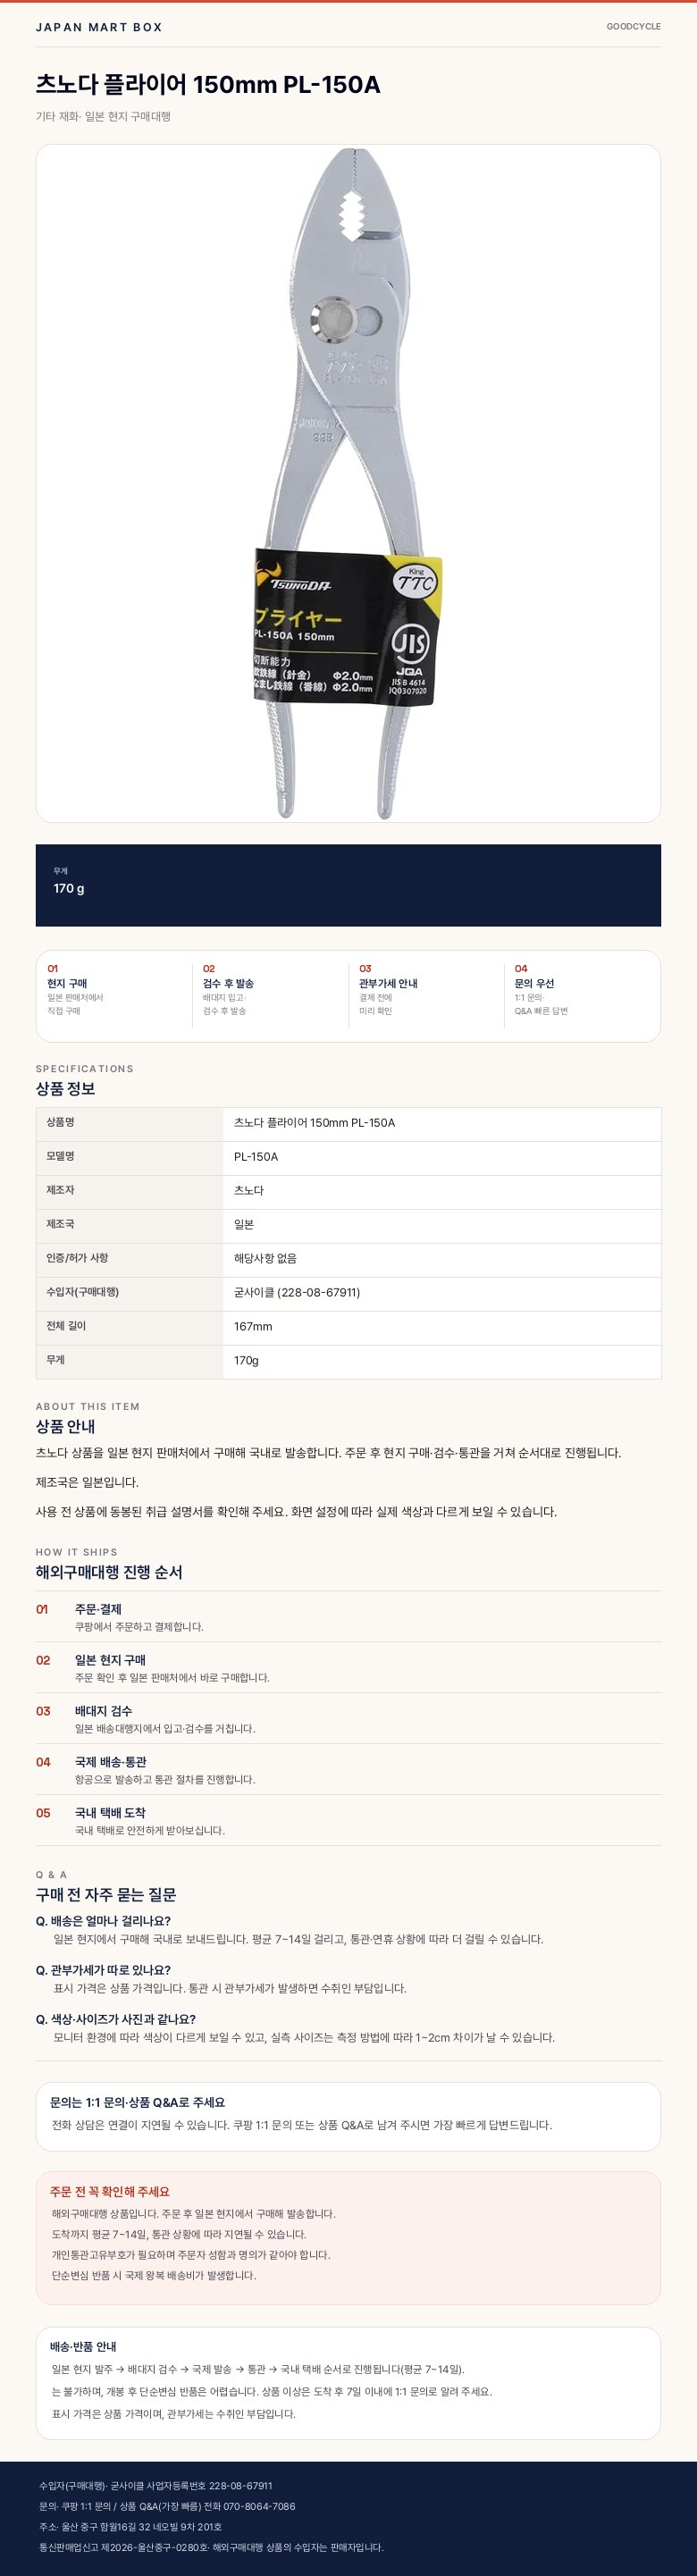 JAPAN MART BOX
GOODCYCLE
츠노다 플라이어 150mm PL-150A
기타 재화· 일본 현지 구매대행
TSUNODA
King
TTC
プライヤー
PL-150A 150mm
切断能力
軟鉄線（針金） Φ2.0mm
なまし鉄線（番線） Φ2.0mm
JIS
JQA
JIS B 4614
JQ0307020
무게
170 g
01
현지 구매
일본 판매처에서
직접 구매
02
검수 후 발송
배대지 입고·
검수 후 발송
03
관부가세 안내
결제 전에
미리 확인
04
문의 우선
1:1 문의·
Q&A 빠른 답변
SPECIFICATIONS
상품 정보
상품명 츠노다 플라이어 150mm PL-150A
모델명 PL-150A
제조자 츠노다
제조국 일본
인증/허가 사항 해당사항 없음
수입자(구매대행) 굳사이클 (228-08-67911)
전체 길이 167mm
무게 170g
ABOUT THIS ITEM
상품 안내
츠노다 상품을 일본 현지 판매처에서 구매해 국내로 발송합니다. 주문 후 현지 구매·검수·통관을 거쳐 순서대로 진행됩니다.
제조국은 일본입니다.
사용 전 상품에 동봉된 취급 설명서를 확인해 주세요. 화면 설정에 따라 실제 색상과 다르게 보일 수 있습니다.
HOW IT SHIPS
해외구매대행 진행 순서
01 주문·결제
쿠팡에서 주문하고 결제합니다.
02 일본 현지 구매
주문 확인 후 일본 판매처에서 바로 구매합니다.
03 배대지 검수
일본 배송대행지에서 입고·검수를 거칩니다.
04 국제 배송·통관
항공으로 발송하고 통관 절차를 진행합니다.
05 국내 택배 도착
국내 택배로 안전하게 받아보십니다.
Q & A
구매 전 자주 묻는 질문
Q. 배송은 얼마나 걸리나요?
일본 현지에서 구매해 국내로 보내드립니다. 평균 7~14일 걸리고, 통관·연휴 상황에 따라 더 걸릴 수 있습니다.
Q. 관부가세가 따로 있나요?
표시 가격은 상품 가격입니다. 통관 시 관부가세가 발생하면 수취인 부담입니다.
Q. 색상·사이즈가 사진과 같나요?
모니터 환경에 따라 색상이 다르게 보일 수 있고, 실측 사이즈는 측정 방법에 따라 1~2cm 차이가 날 수 있습니다.
문의는 1:1 문의·상품 Q&A로 주세요
전화 상담은 연결이 지연될 수 있습니다. 쿠팡 1:1 문의 또는 상품 Q&A로 남겨 주시면 가장 빠르게 답변드립니다.
주문 전 꼭 확인해 주세요
해외구매대행 상품입니다. 주문 후 일본 현지에서 구매해 발송합니다.
도착까지 평균 7~14일, 통관 상황에 따라 지연될 수 있습니다.
개인통관고유부호가 필요하며 주문자 성함과 명의가 같아야 합니다.
단순변심 반품 시 국제 왕복 배송비가 발생합니다.
배송·반품 안내
일본 현지 발주 → 배대지 검수 → 국제 발송 → 통관 → 국내 택배 순서로 진행됩니다(평균 7~14일).
는 불가하며, 개봉 후 단순변심 반품은 어렵습니다. 상품 이상은 도착 후 7일 이내에 1:1 문의로 알려 주세요.
표시 가격은 상품 가격이며, 관부가세는 수취인 부담입니다.
수입자(구매대행)· 굳사이클 사업자등록번호 228-08-67911
문의· 쿠팡 1:1 문의 / 상품 Q&A(가장 빠름) 전화 070-8064-7086
주소· 울산 중구 함월16길 32 네오빌 9차 201호
통신판매업신고 제2026-울산중구-0280호· 해외구매대행 상품의 수입자는 판매자입니다.